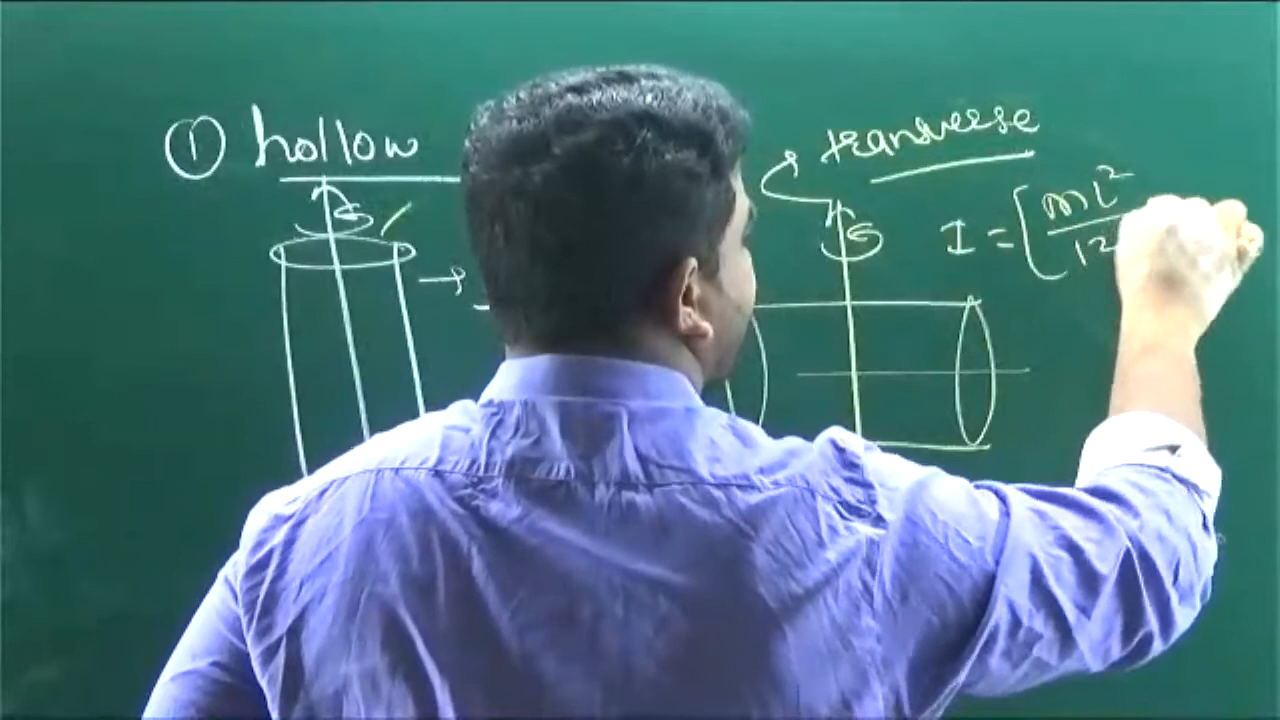 ① hollow
transverse
I = [ ml²/12